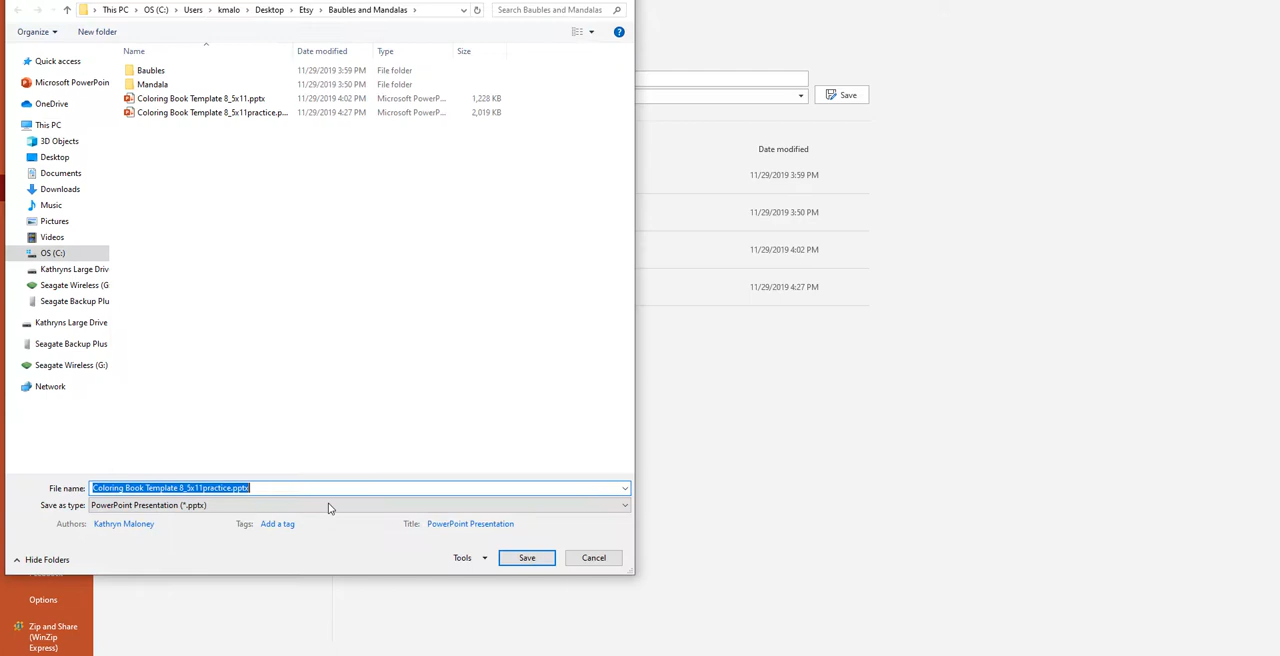 This PC > OS (C:) > Users > kmalo > Desktop > Etsy > Baubles and Mandalas >
Search Baubles and Mandalas
Organize
New folder
Name Date modified Type Size
Quick access
Microsoft PowerPoin
OneDrive
This PC
3D Objects
Desktop
Documents
Downloads
Music
Pictures
Videos
OS (C:)
Kathryns Large Driv
Seagate Wireless (G
Seagate Backup Plu
Kathryns Large Drive
Seagate Backup Plus
Seagate Wireless (G:)
Network
Baubles 11/29/2019 3:59 PM File folder
Mandala 11/29/2019 3:50 PM File folder
Coloring Book Template 8_5x11.pptx 11/29/2019 4:02 PM Microsoft PowerP... 1,228 KB
Coloring Book Template 8_5x11practice.p... 11/29/2019 4:27 PM Microsoft PowerP... 2,019 KB
File name: Coloring Book Template 8_5x11practice.pptx
Save as type: PowerPoint Presentation (*.pptx)
Authors: Kathryn Maloney Tags: Add a tag Title: PowerPoint Presentation
Hide Folders
Tools Save Cancel
Save
Date modified
11/29/2019 3:59 PM
11/29/2019 3:50 PM
11/29/2019 4:02 PM
11/29/2019 4:27 PM
Options
Zip and Share
(WinZip
Express)